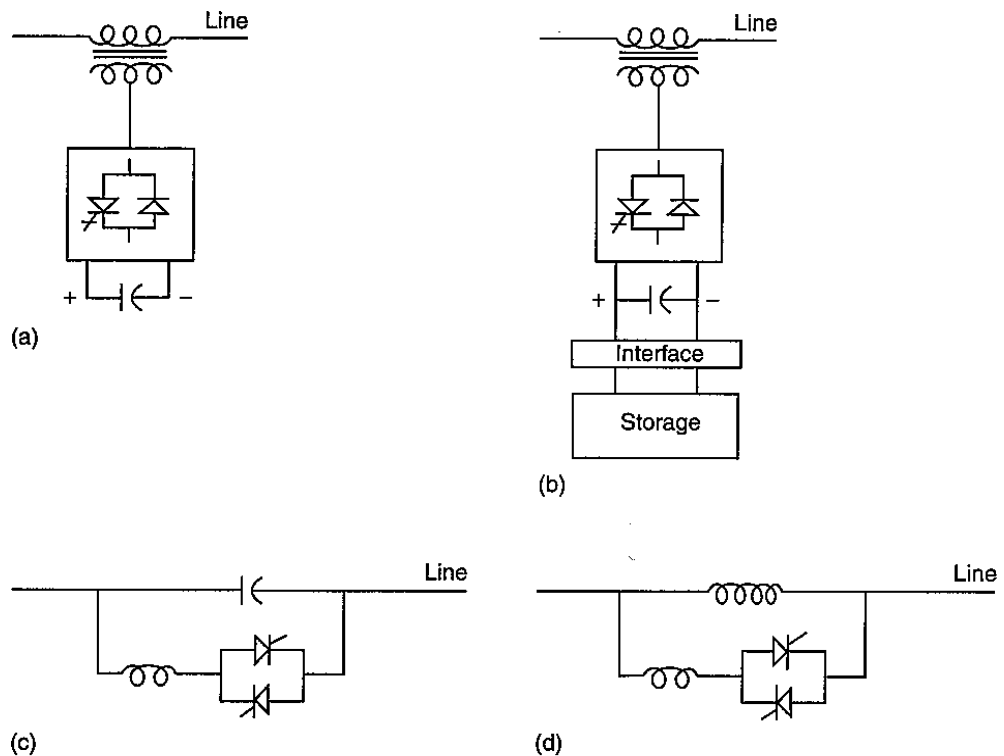 Line
Line
+ −
(a)
+ −
Interface
Storage
(b)
Line
(c)
Line
(d)